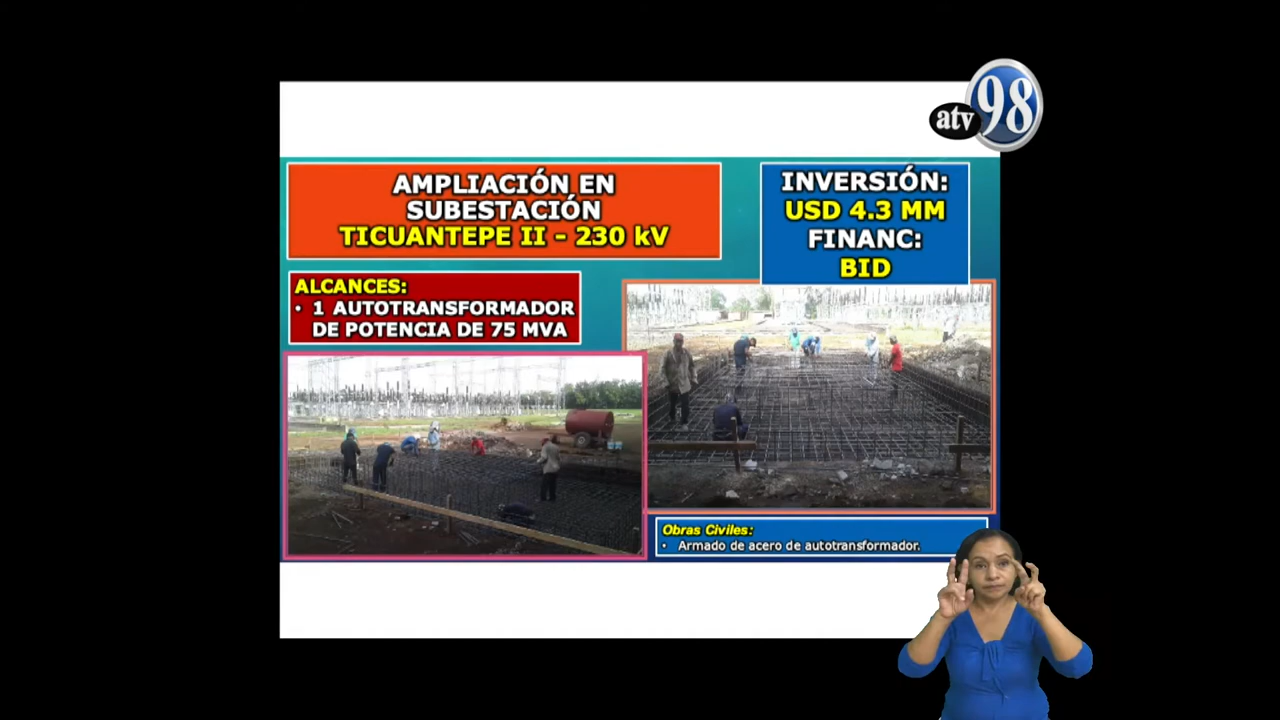 atv 98
AMPLIACIÓN EN
SUBESTACIÓN
TICUANTEPE II - 230 kV
INVERSIÓN:
USD 4.3 MM
FINANC:
BID
ALCANCES:
• 1 AUTOTRANSFORMADOR
DE POTENCIA DE 75 MVA
Obras Civiles:
• Armado de acero de autotransformador.